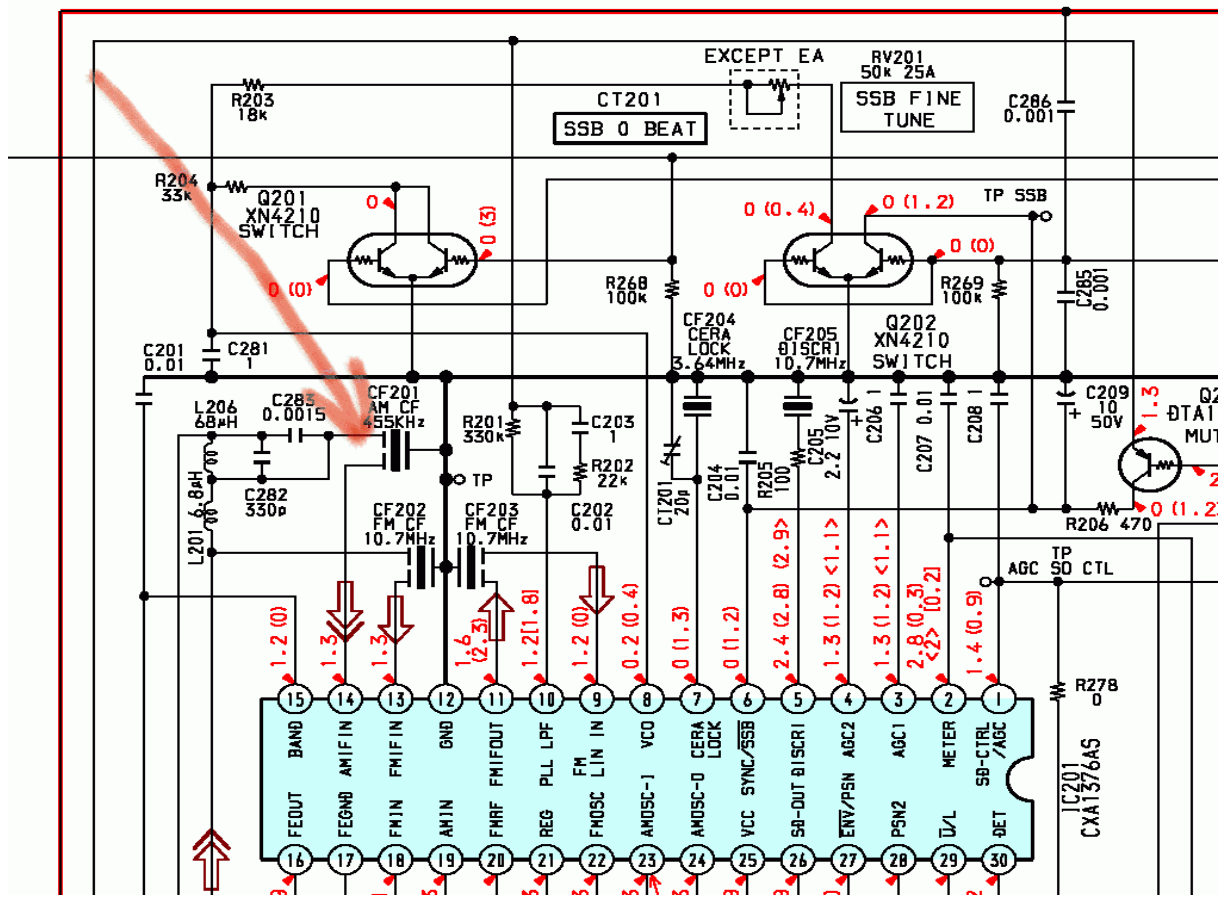 EXCEPT EA
RV201
50k 25A
SSB FINE
TUNE
R203
18k
CT201
SSB 0 BEAT
C286
0.001
R204
33k
Q201
XN4210
SWITCH
0
0 (3)
0 (0)
0 (0.4)
0 (1.2)
TP SSB
0 (0)
0 (0)
R268
100k
R269
100k
C285
0.001
CF204
CERA
LOCK
3.64MHz
CF205
DISCRI
10.7MHz
Q202
XN4210
SWITCH
C201
0.01
C281
1
L206
68μH
C283
0.0015
CF201
AM CF
455KHz
R201
330k
C203
1
R202
22k
C202
0.01
C282
330p
L201 6.8μH
TP
CF202
FM CF
10.7MHz
CF203
FM CF
10.7MHz
CT201
20p
C204
0.01
R205
100
C205
2.2 10V
C206 1
C207 0.01
C208 1
C209
10
50V
1.3
DTA1
MUT
R206 470
0 (1.2)
TP
AGC SD CTL
1.2 (0)
1.3
1.3
1.6
(2.3)
1.2[1.8]
1.2 (0)
0.2 (0.4)
0 (1.3)
0 (1.2)
2.4 (2.8) (2.9>
1.3 (1.2) <1.1>
1.3 (1.2) <1.1>
2.8 (0.3)
<2> [0.2]
1.4 (0.9)
R278
0
15 14 13 12 11 10 9 8 7 6 5 4 3 2 1
BAND
AMIFIN
FMIFIN
GND
FMIFOUT
PLL LPF
FM
LIN IN
VCO
CERA
LOCK
SYNC/SSB
DISCRI
AGC2
AGC1
METER
SD-CTRL
/AGC
FEOUT
FEGND
FMIN
AMIN
FMRF
REG
FMOSC
AMOSC-I
AMOSC-O
VCC
SD-OUT
ENV/PSN
PSN2
U/L
DET
IC201
CXA1376AS
16 17 18 19 20 21 22 23 24 25 26 27 28 29 30